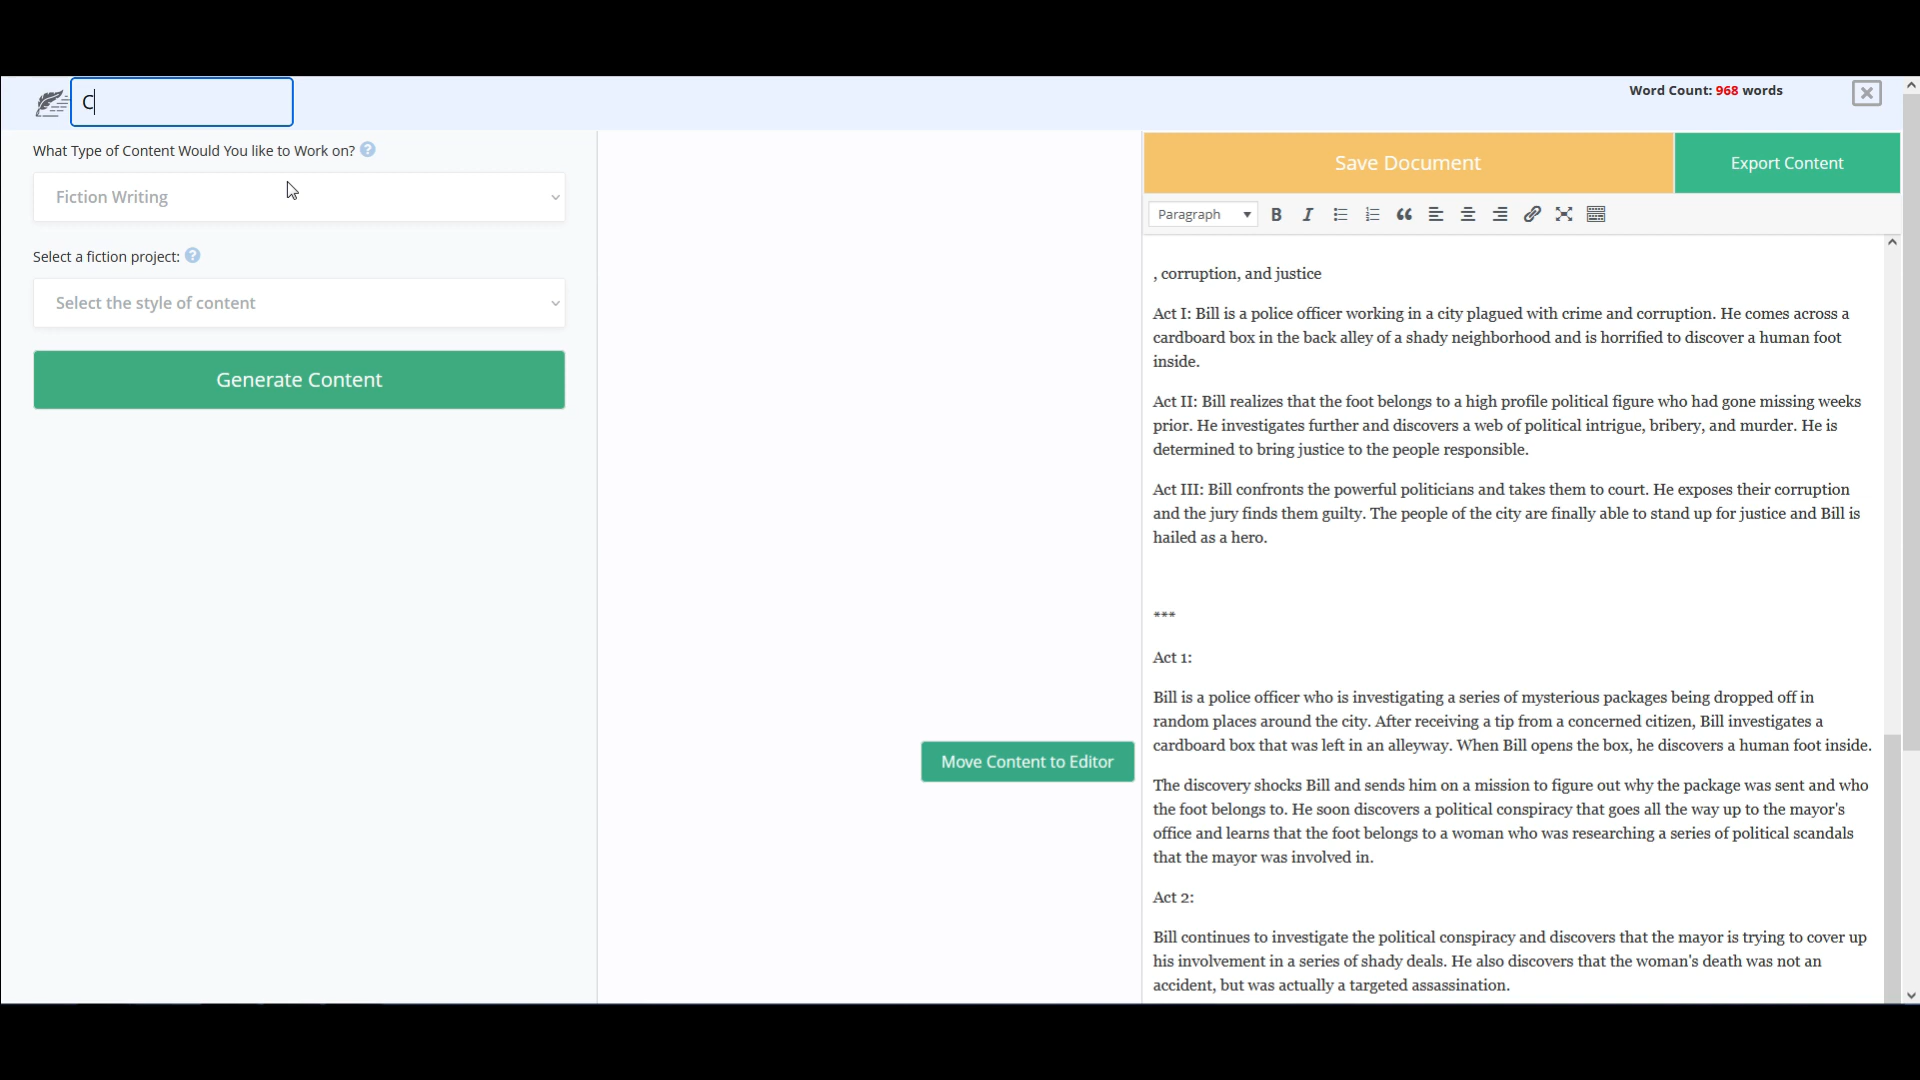 C
Word Count: 968 words
What Type of Content Would You like to Work on?
Fiction Writing
Select a fiction project:
Select the style of content
Generate Content
Move Content to Editor
Save Document
Export Content
Paragraph
, corruption, and justice
Act I: Bill is a police officer working in a city plagued with crime and corruption. He comes across a
cardboard box in the back alley of a shady neighborhood and is horrified to discover a human foot
inside.
Act II: Bill realizes that the foot belongs to a high profile political figure who had gone missing weeks
prior. He investigates further and discovers a web of political intrigue, bribery, and murder. He is
determined to bring justice to the people responsible.
Act III: Bill confronts the powerful politicians and takes them to court. He exposes their corruption
and the jury finds them guilty. The people of the city are finally able to stand up for justice and Bill is
hailed as a hero.
***
Act 1:
Bill is a police officer who is investigating a series of mysterious packages being dropped off in
random places around the city. After receiving a tip from a concerned citizen, Bill investigates a
cardboard box that was left in an alleyway. When Bill opens the box, he discovers a human foot inside.
The discovery shocks Bill and sends him on a mission to figure out why the package was sent and who
the foot belongs to. He soon discovers a political conspiracy that goes all the way up to the mayor's
office and learns that the foot belongs to a woman who was researching a series of political scandals
that the mayor was involved in.
Act 2:
Bill continues to investigate the political conspiracy and discovers that the mayor is trying to cover up
his involvement in a series of shady deals. He also discovers that the woman's death was not an
accident, but was actually a targeted assassination.